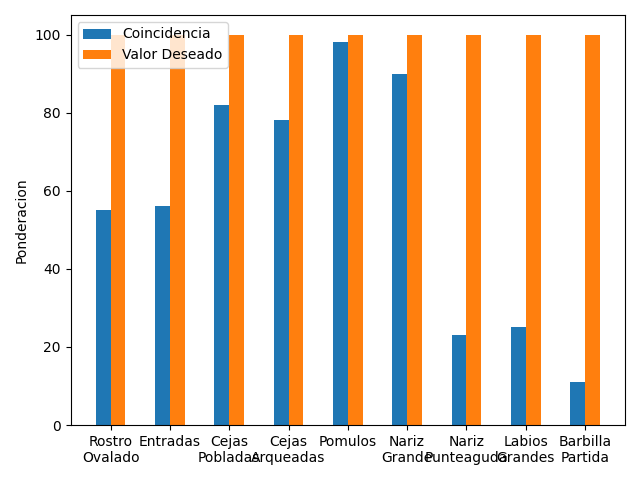 Coincidencia
Valor Deseado
Ponderacion
100
80
60
40
20
0
Rostro
Ovalado
Entradas
Cejas
Pobladas
Cejas
Arqueadas
Pomulos
Nariz
Grande
Nariz
Punteaguda
Labios
Grandes
Barbilla
Partida